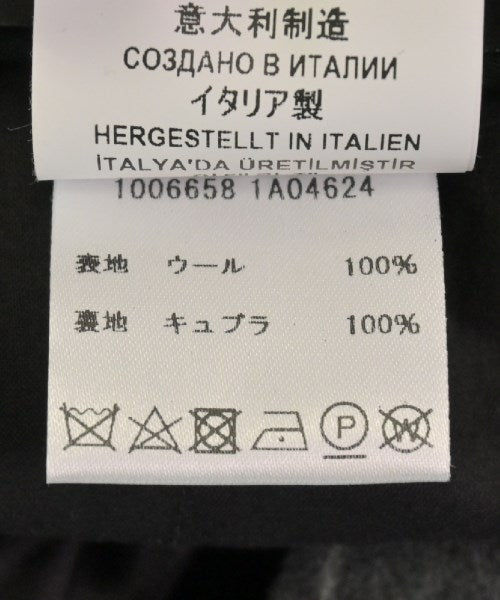 意大利制造
СОЗДАНО В ИТАЛИИ
イタリア製
HERGESTELLT IN ITALIEN
İTALYA'DA ÜRETİLMİŞTİR
1006658 1A04624
表地 ウール 100%
裏地 キュプラ 100%
P W